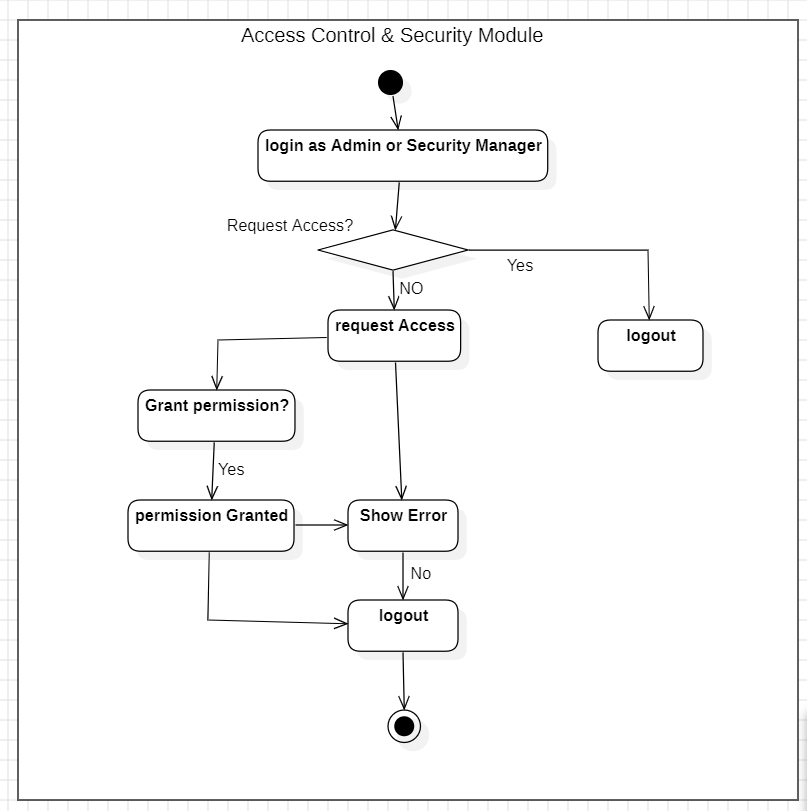 Access Control & Security Module
login as Admin or Security Manager
Request Access?
Yes
NO
request Access
logout
Grant permission?
Yes
permission Granted
Show Error
No
logout